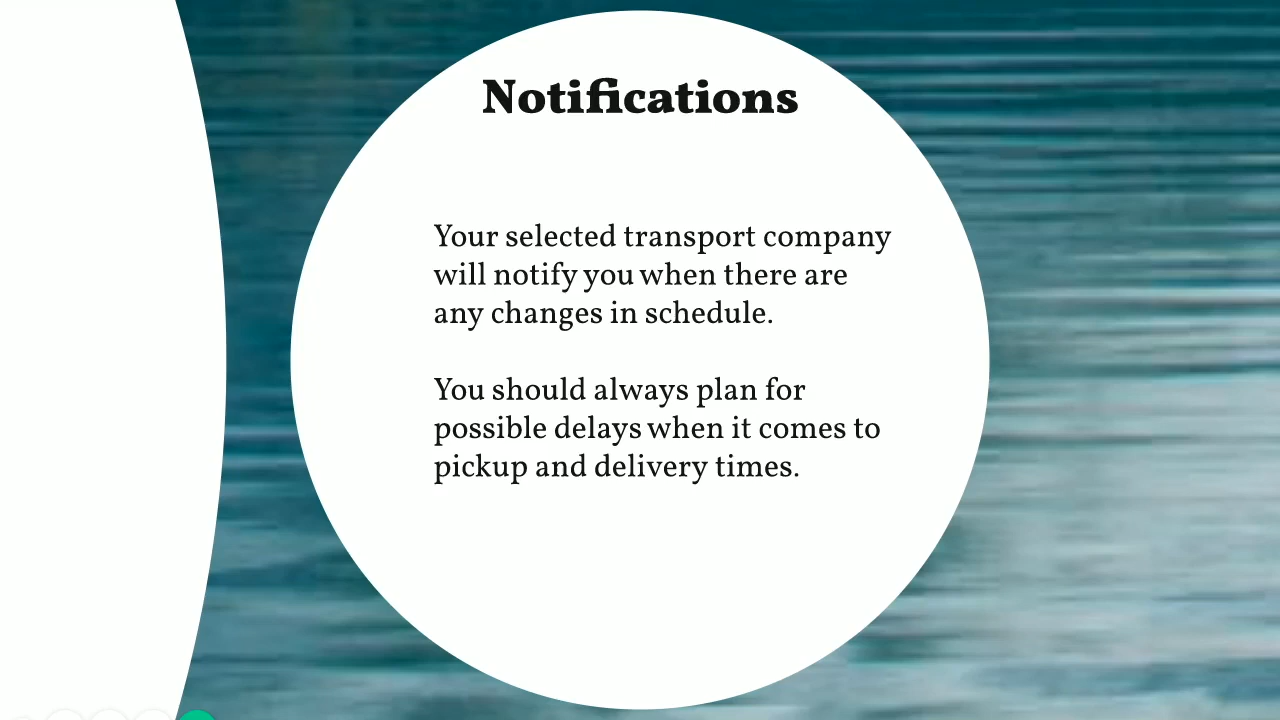 Notifications
Your selected transport company
will notify you when there are
any changes in schedule.
You should always plan for
possible delays when it comes to
pickup and delivery times.